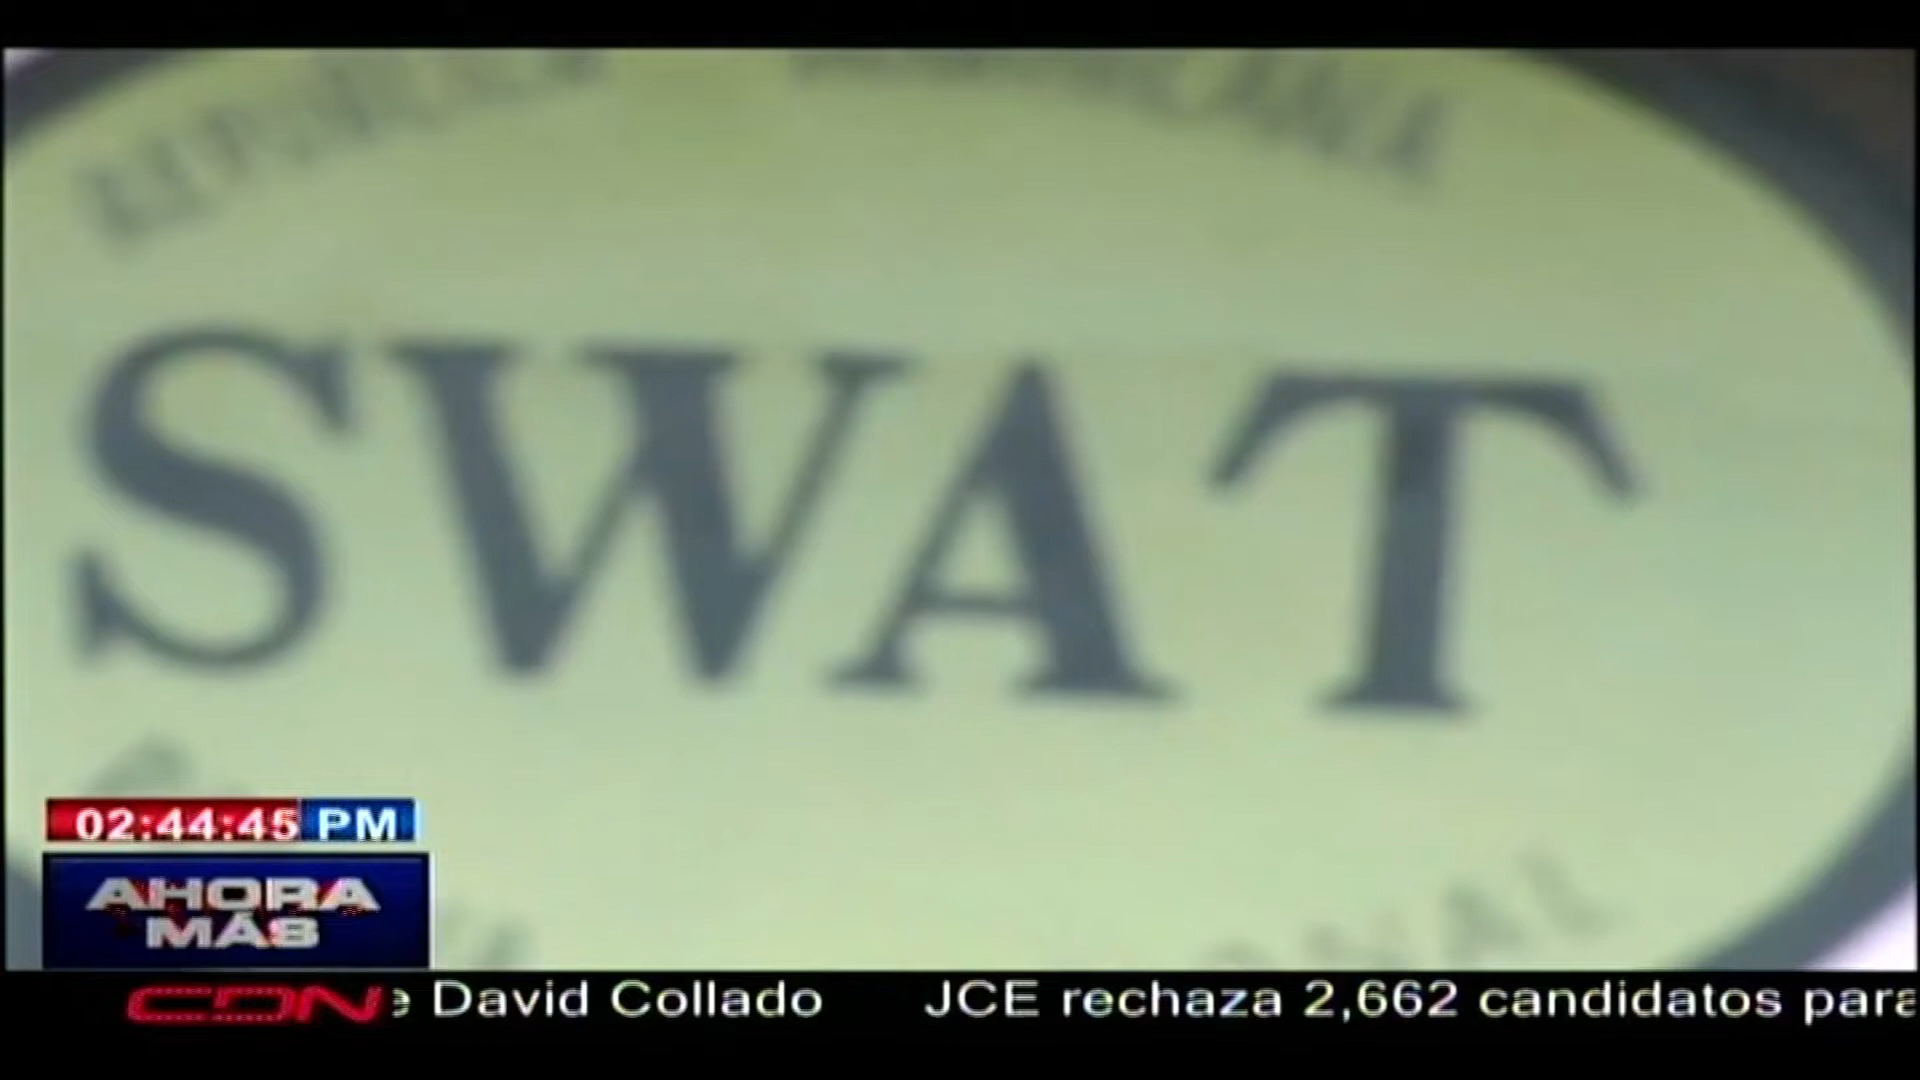 SWAT
02:44:45 PM
AHORA
MÁS
CDN
David Collado JCE rechaza 2,662 candidatos para